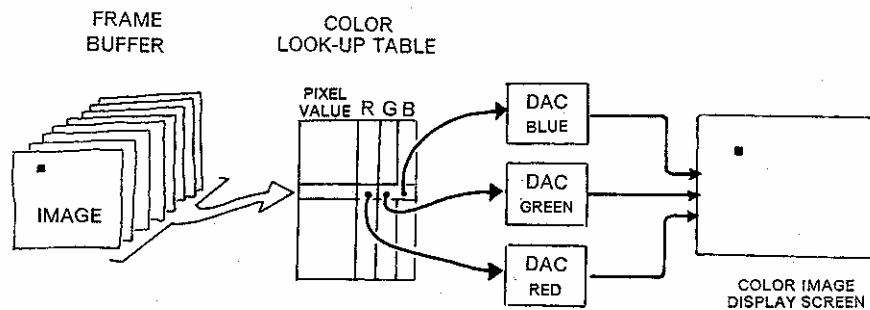 FRAME
BUFFER
COLOR
LOOK-UP TABLE
PIXEL
VALUE
R G B
IMAGE
DAC
BLUE
DAC
GREEN
DAC
RED
COLOR IMAGE
DISPLAY SCREEN